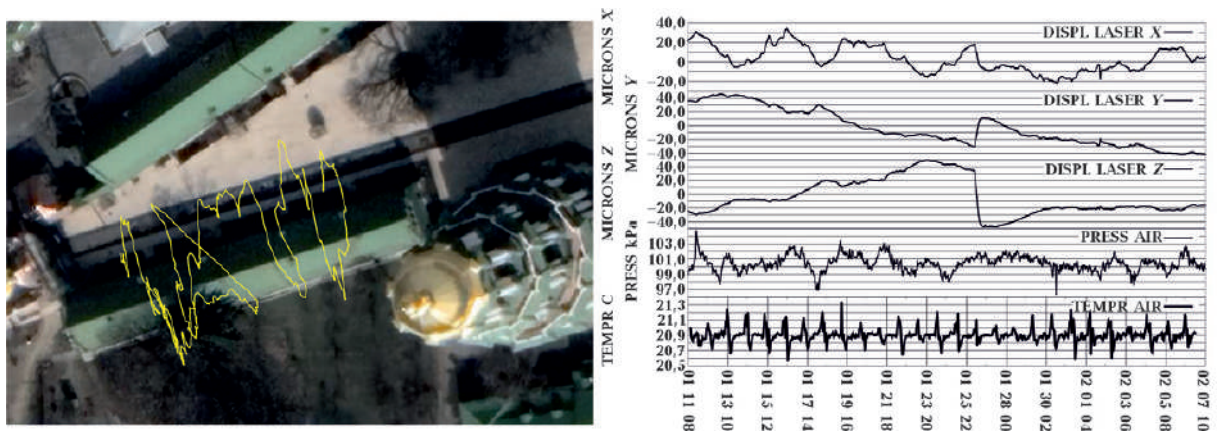 MICRONS X
MICRONS Y
MICRONS Z
PRESS kPa
TEMPR C
DISPL LASER X
40,0
20,0
0
−20,0
DISPL LASER Y
40,0
20,0
0
−20,0
−40,0
DISPL LASER Z
40,0
20,0
0
−20,0
−40,0
PRESS AIR
103,0
101,0
99,0
97,0
TEMPR AIR
21,3
21,1
20,9
20,7
20,5
01 11 08
01 13 10
01 15 12
01 17 14
01 19 16
01 21 18
01 23 20
01 25 22
01 28 00
01 30 02
02 01 04
02 03 06
02 05 08
02 07 10